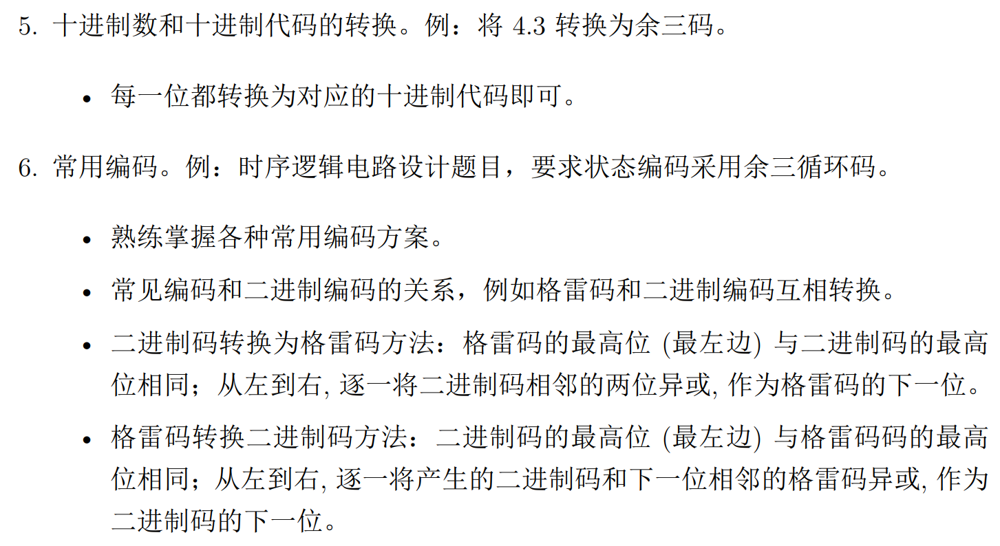 5. 十进制数和十进制代码的转换。例：将 4.3 转换为余三码。
• 每一位都转换为对应的十进制代码即可。
6. 常用编码。例：时序逻辑电路设计题目，要求状态编码采用余三循环码。
• 熟练掌握各种常用编码方案。
• 常见编码和二进制编码的关系，例如格雷码和二进制编码互相转换。
• 二进制码转换为格雷码方法：格雷码的最高位 (最左边) 与二进制码的最高
位相同；从左到右, 逐一将二进制码相邻的两位异或, 作为格雷码的下一位。
• 格雷码转换二进制码方法：二进制码的最高位 (最左边) 与格雷码码的最高
位相同；从左到右, 逐一将产生的二进制码和下一位相邻的格雷码异或, 作为
二进制码的下一位。